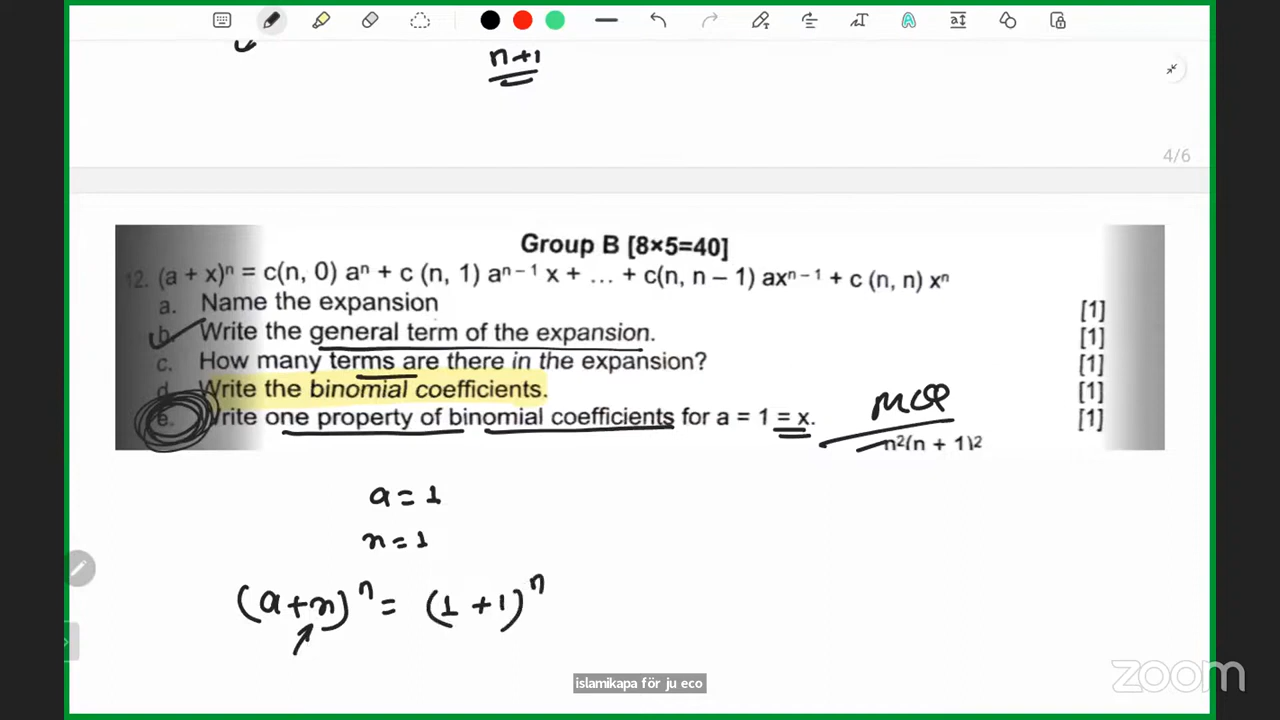 n+1
4/6
Group B [8×5=40]
12. (a + x)ⁿ = c(n, 0) aⁿ + c (n, 1) aⁿ⁻¹ x + ... + c(n, n – 1) axⁿ⁻¹ + c (n, n) xⁿ
a. Name the expansion [1]
b. Write the general term of the expansion. [1]
c. How many terms are there in the expansion? [1]
d. Write the binomial coefficients. [1]
e. Write one property of binomial coefficients for a = 1 = x. [1]
MCQ
n²(n + 1)²
a = 1
x = 1
(a+x)ⁿ = (1+1)ⁿ
islamikapa för ju eco
zoom